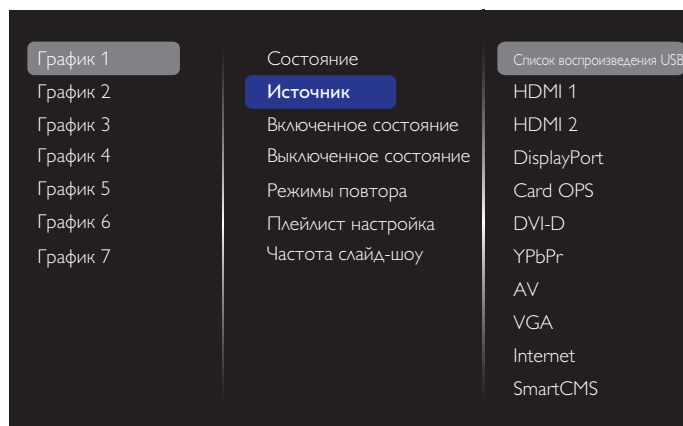 График 1
График 2
График 3
График 4
График 5
График 6
График 7
Состояние
Источник
Включенное состояние
Выключенное состояние
Режимы повтора
Плейлист настройка
Частота слайд-шоу
Список воспроизведения USB
HDMI 1
HDMI 2
DisplayPort
Card OPS
DVI-D
YPbPr
AV
VGA
Internet
SmartCMS